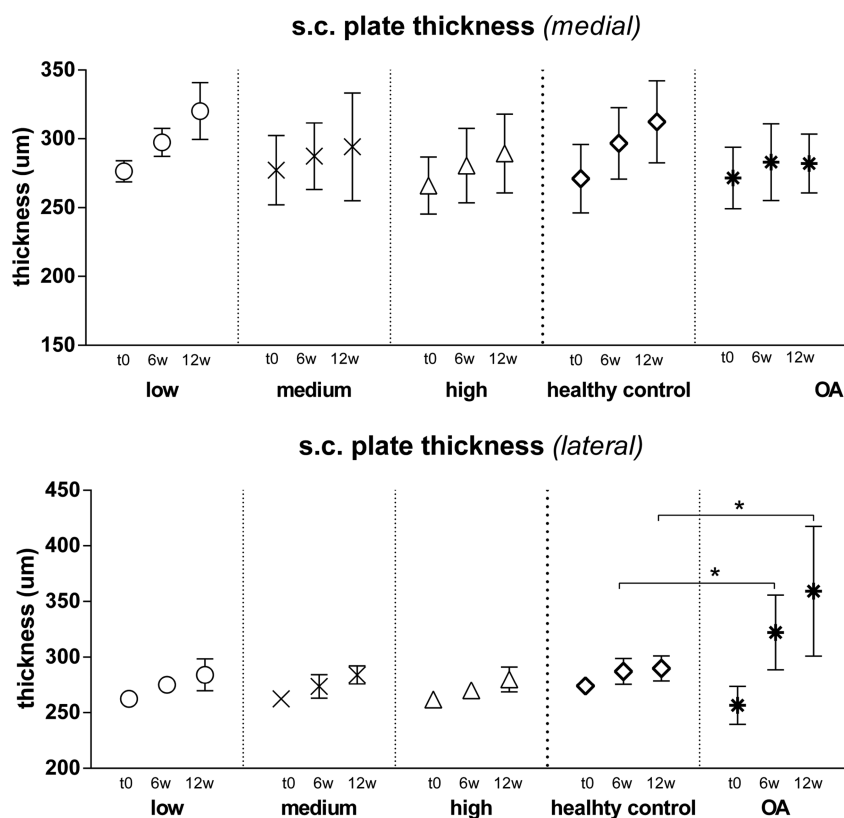 s.c. plate thickness (medial)
thickness (um)
350
300
250
200
150
t0 6w 12w t0 6w 12w t0 6w 12w t0 6w 12w t0 6w 12w
low medium high healthy control OA
s.c. plate thickness (lateral)
thickness (um)
450
400
350
300
250
200
* *
t0 6w 12w t0 6w 12w t0 6w 12w t0 6w 12w t0 6w 12w
low medium high healhty control OA